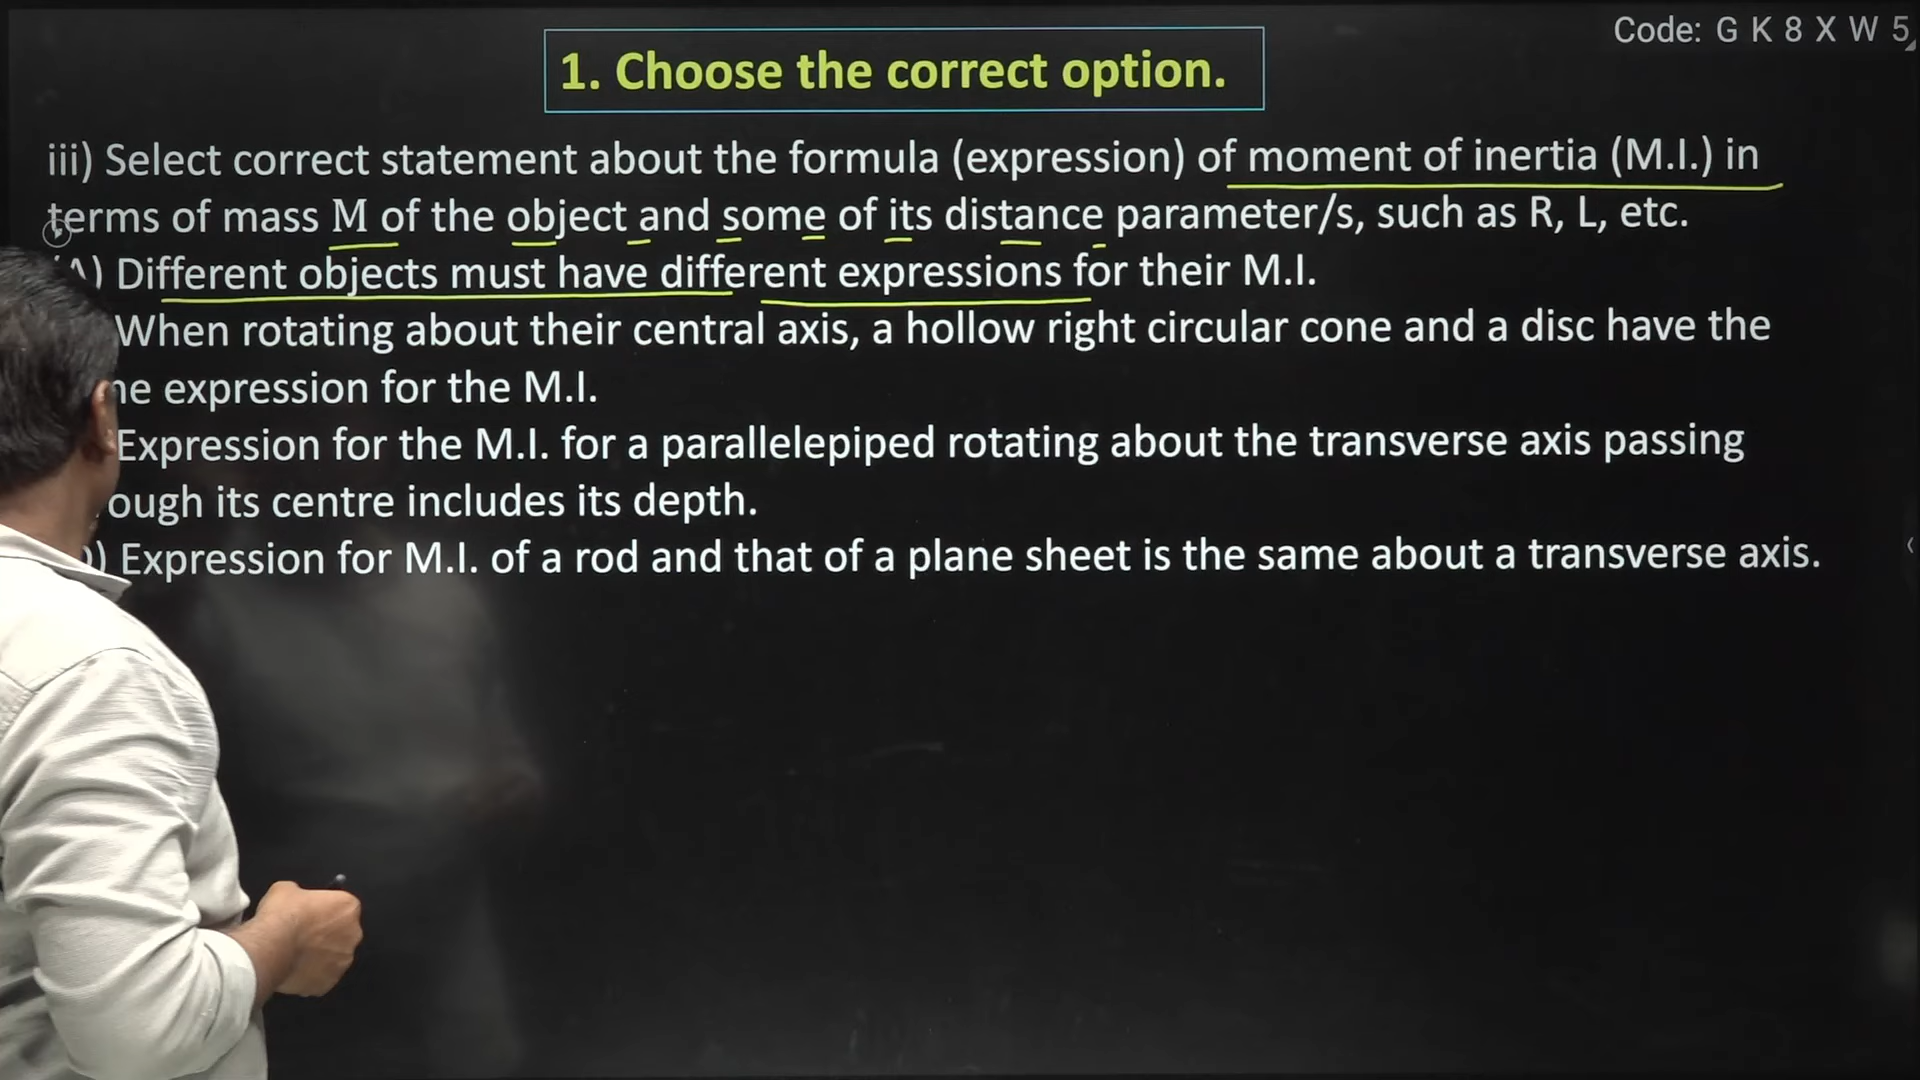 Code: G K 8 X W 5
1. Choose the correct option.
iii) Select correct statement about the formula (expression) of moment of inertia (M.I.) in
terms of mass M of the object and some of its distance parameter/s, such as R, L, etc.
A) Different objects must have different expressions for their M.I.
When rotating about their central axis, a hollow right circular cone and a disc have the
expression for the M.I.
Expression for the M.I. for a parallelepiped rotating about the transverse axis passing
its centre includes its depth.
) Expression for M.I. of a rod and that of a plane sheet is the same about a transverse axis.